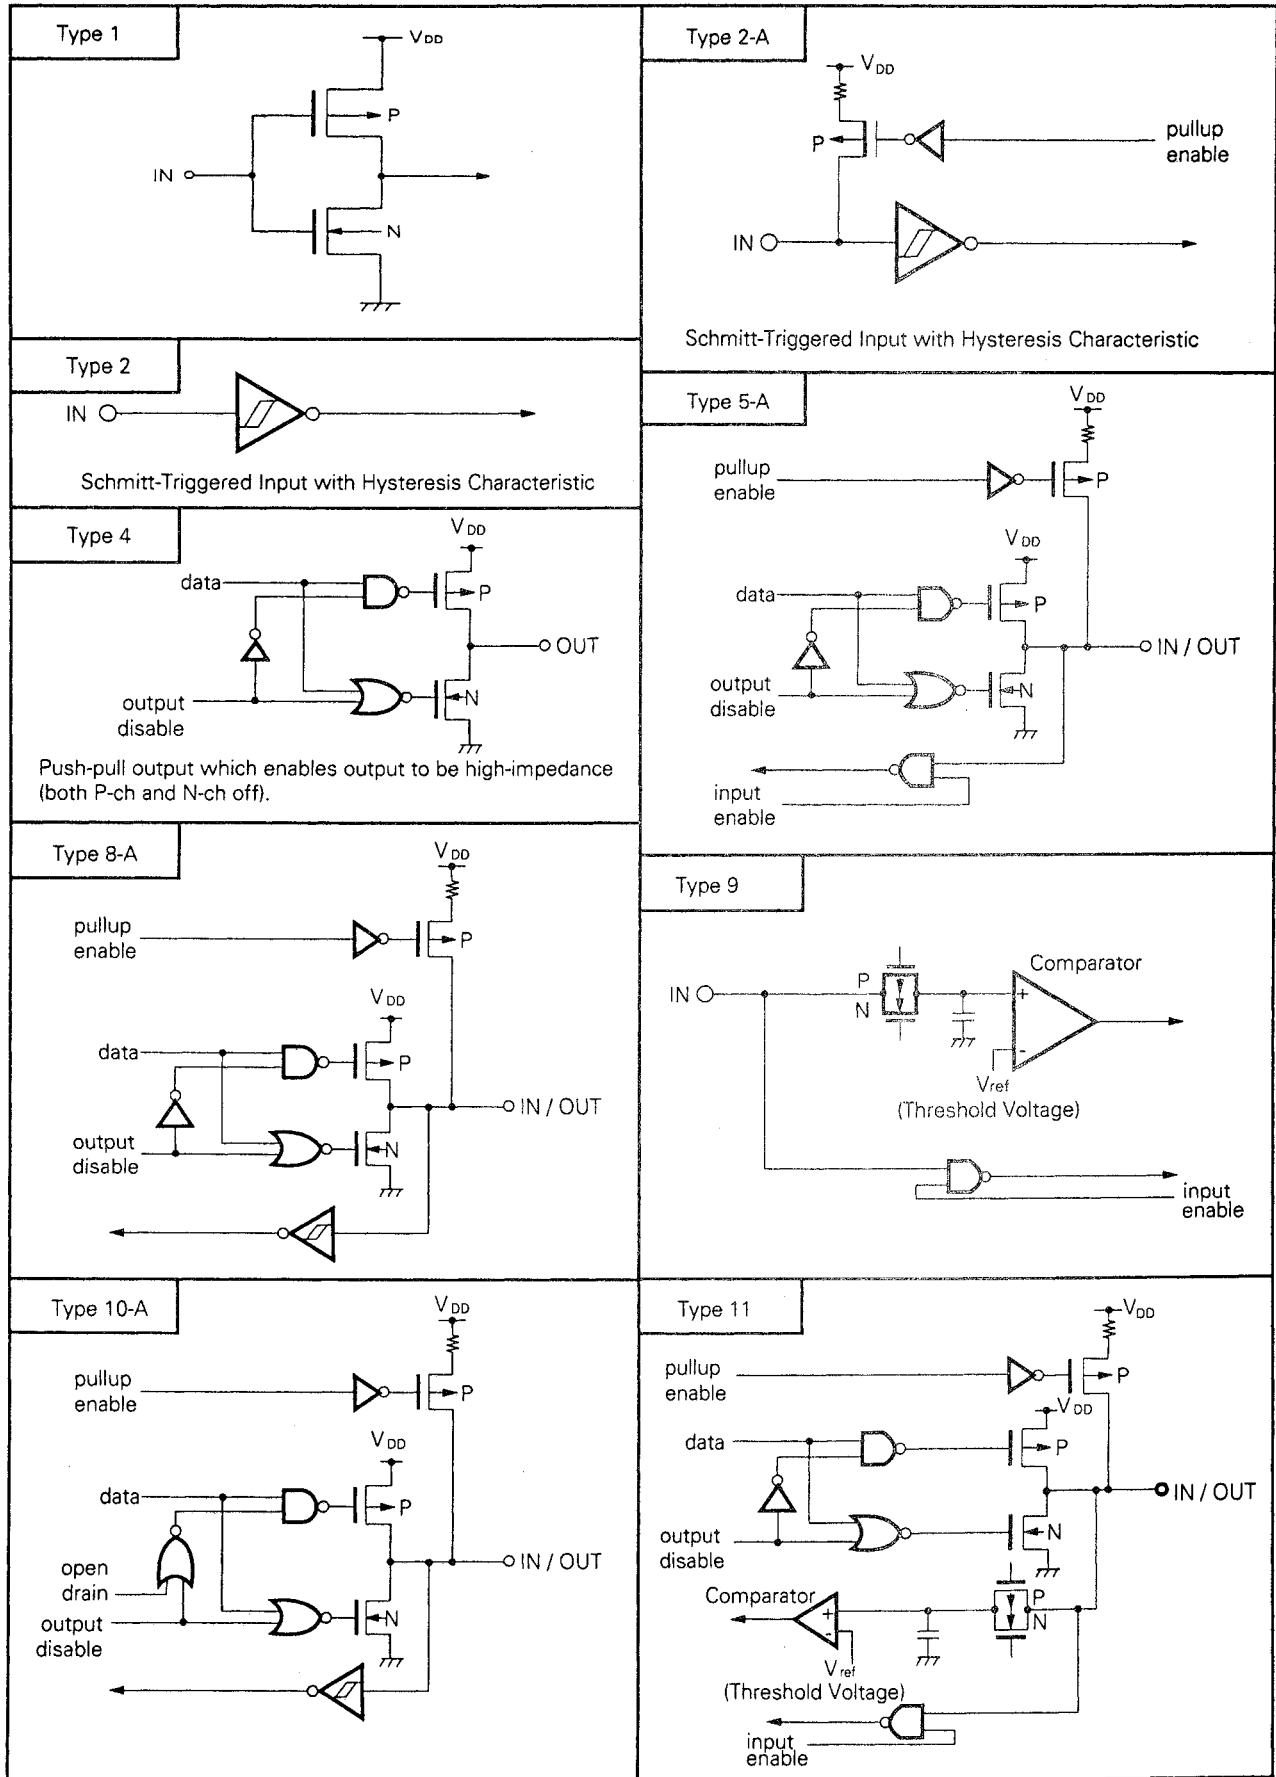 Type 1
VDD
P
IN
N
Type 2
IN
Schmitt-Triggered Input with Hysteresis Characteristic
Type 4
VDD
data
P
OUT
N
output
disable
Push-pull output which enables output to be high-impedance
(both P-ch and N-ch off).
Type 8-A
VDD
pullup
enable
P
VDD
data
P
IN / OUT
output
disable
N
Type 10-A
VDD
pullup
enable
P
VDD
data
P
IN / OUT
open
drain
N
output
disable
Type 2-A
VDD
P
pullup
enable
IN
Schmitt-Triggered Input with Hysteresis Characteristic
Type 5-A
VDD
pullup
enable
P
VDD
data
P
IN / OUT
output
disable
N
input
enable
Type 9
Comparator
P
IN
N
+
-
Vref
(Threshold Voltage)
input
enable
Type 11
VDD
pullup
enable
P
VDD
data
P
IN / OUT
output
disable
N
Comparator
P
N
+
-
Vref
(Threshold Voltage)
input
enable